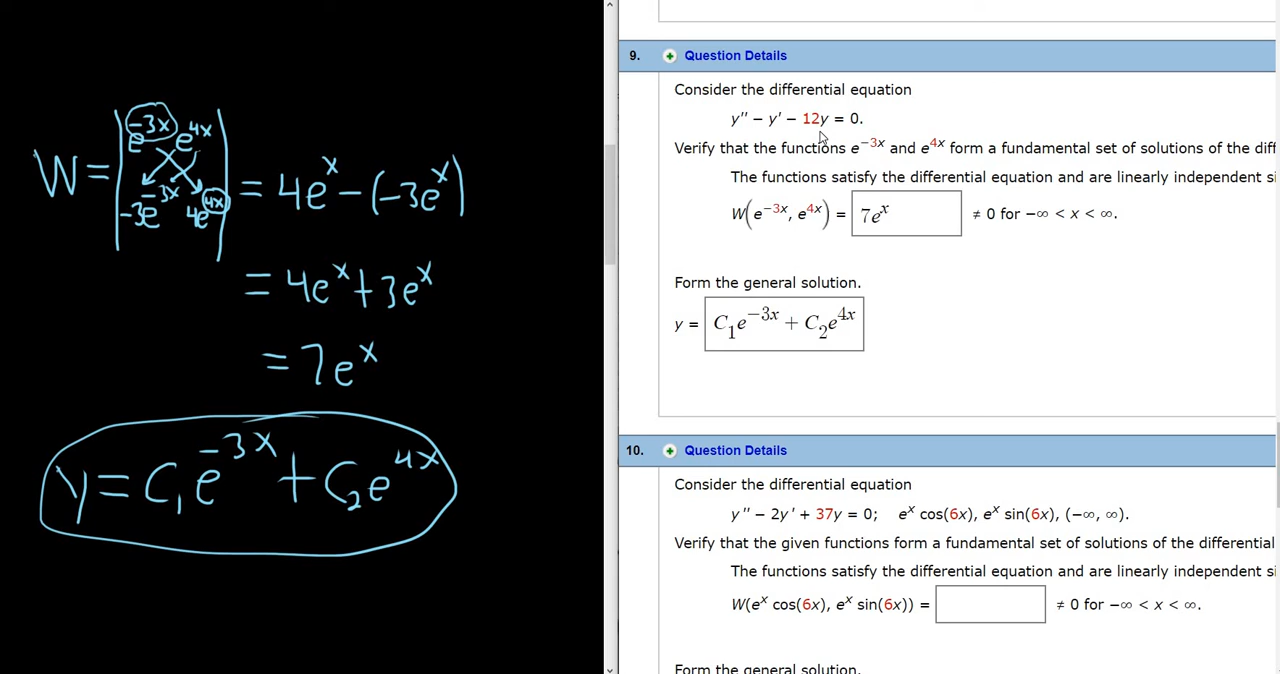 W = | e^-3x e^4x |
| -3e^-3x 4e^4x | = 4e^x - (-3e^x)
= 4e^x + 3e^x
= 7e^x
y = C₁e^-3x + C₂e^4x
9. + Question Details
Consider the differential equation
y'' − y' − 12y = 0.
Verify that the functions e^−3x and e^4x form a fundamental set of solutions of the diff
The functions satisfy the differential equation and are linearly independent si
W(e^−3x, e^4x) = 7e^x ≠ 0 for −∞ < x < ∞.
Form the general solution.
y = C₁e^−3x + C₂e^4x
10. + Question Details
Consider the differential equation
y'' − 2y' + 37y = 0; e^x cos(6x), e^x sin(6x), (−∞, ∞).
Verify that the given functions form a fundamental set of solutions of the differential
The functions satisfy the differential equation and are linearly independent si
W(e^x cos(6x), e^x sin(6x)) = ≠ 0 for −∞ < x < ∞.
Form the general solution.